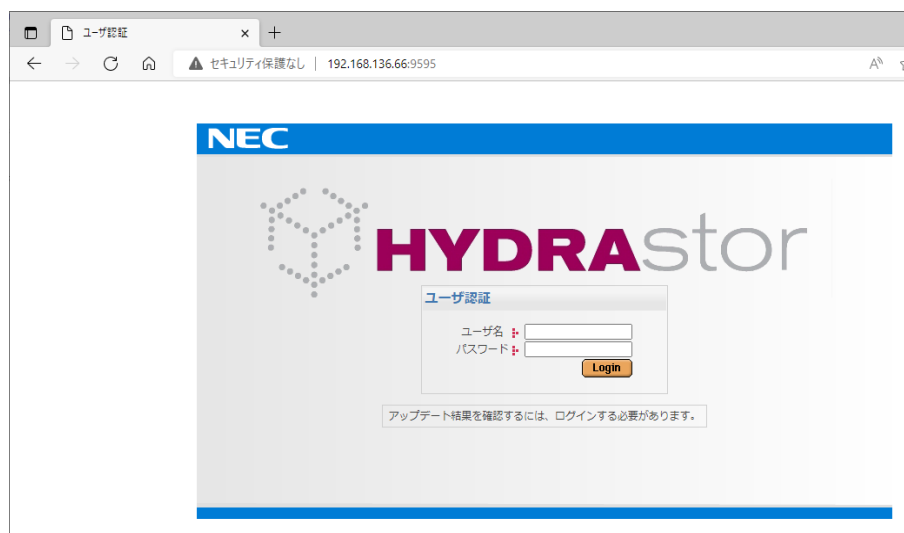 ユーザ認証
セキュリティ保護なし | 192.168.136.66:9595
NEC
HYDRAstor
ユーザ認証
ユーザ名
パスワード
Login
アップデート結果を確認するには、ログインする必要があります。